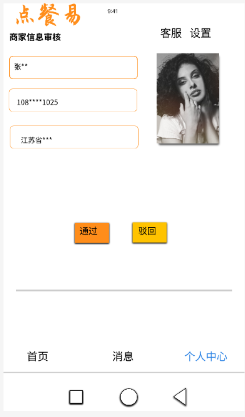 点餐易
9:41
商家信息审核
客服 设置
张**
108****1025
江苏省***
通过 驳回
首页 消息 个人中心